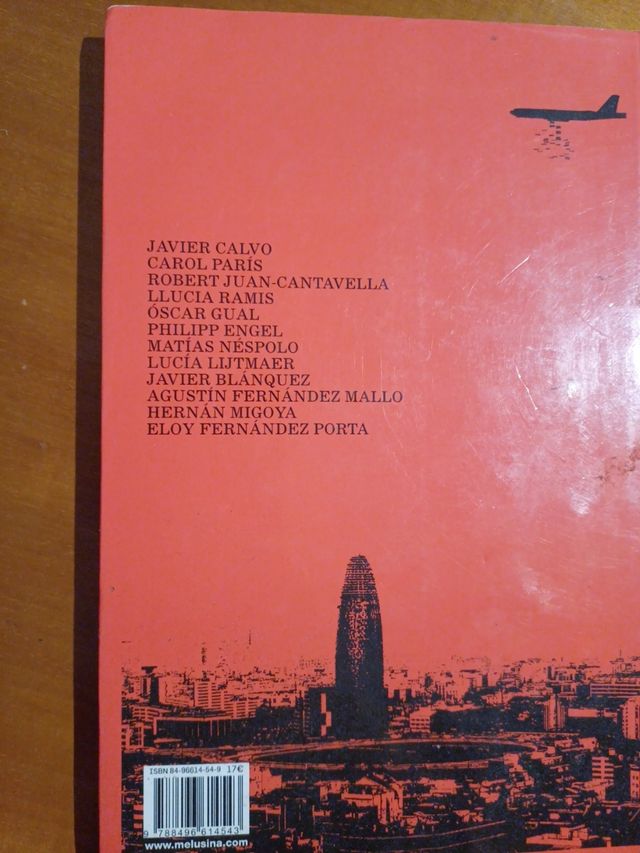 JAVIER CALVO
CAROL PARÍS
ROBERT JUAN-CANTAVELLA
LLUCIA RAMIS
ÓSCAR GUAL
PHILIPP ENGEL
MATÍAS NÉSPOLO
LUCÍA LIJTMAER
JAVIER BLÁNQUEZ
AGUSTÍN FERNÁNDEZ MALLO
HERNÁN MIGOYA
ELOY FERNÁNDEZ PORTA
ISBN 84-96614-54-9 17€
9 788496 614543
www.melusina.com